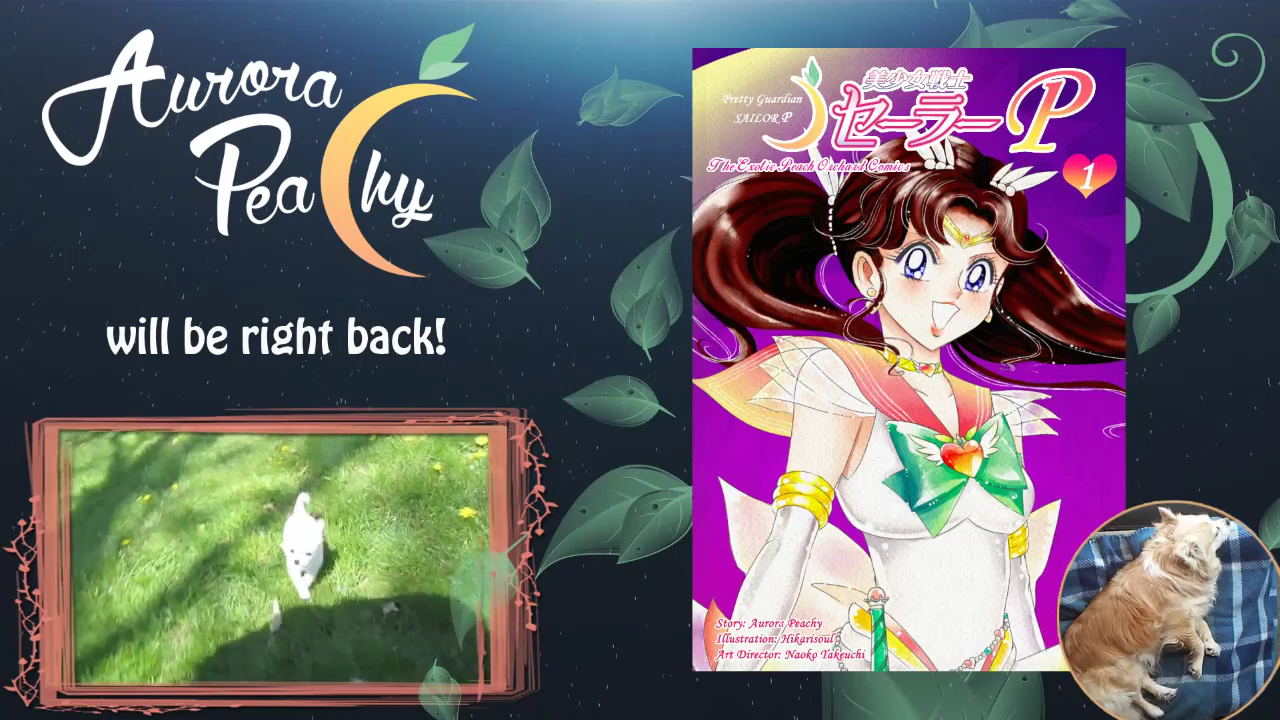 Aurora
Peachy
will be right back!
美少女戦士
Pretty Guardian
SAILOR P
セーラーP
The Exotic Peach Orchard Comics
1
Story: Aurora Peachy
Illustration: Hikarisoul
Art Director: Naoko Takeuchi